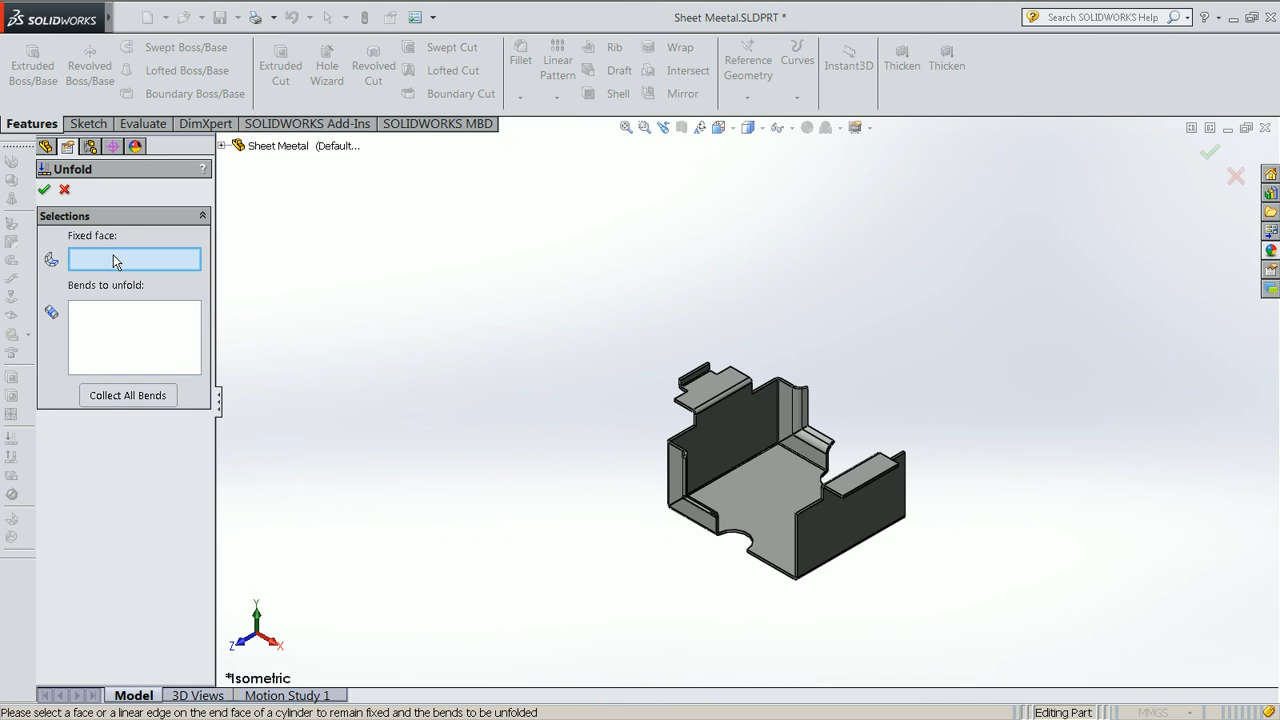 SOLIDWORKS
Sheet Meetal.SLDPRT *
Search SOLIDWORKS Help
?
Extruded Boss/Base
Revolved Boss/Base
Swept Boss/Base
Lofted Boss/Base
Boundary Boss/Base
Extruded Cut
Hole Wizard
Revolved Cut
Swept Cut
Lofted Cut
Boundary Cut
Fillet
Linear Pattern
Rib
Draft
Shell
Wrap
Intersect
Mirror
Reference Geometry
Curves
Instant3D
Thicken
Thicken
Features
Sketch
Evaluate
DimXpert
SOLIDWORKS Add-Ins
SOLIDWORKS MBD
Sheet Meetal (Default...
Unfold
?
Selections
Fixed face:
Bends to unfold:
Collect All Bends
Y
Z
X
*Isometric
Model
3D Views
Motion Study 1
Please select a face or a linear edge on the end face of a cylinder to remain fixed and the bends to be unfolded
Editing Part
MMGS